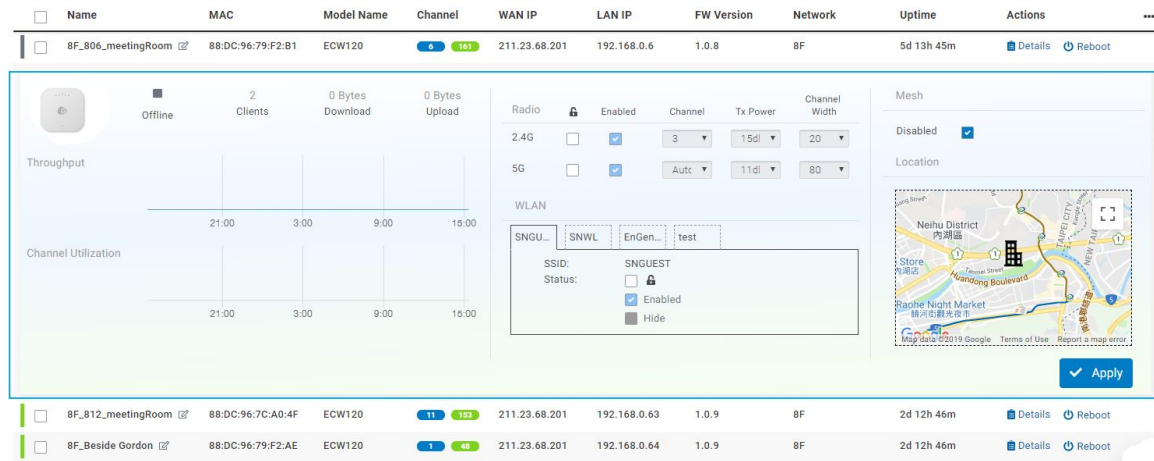 Name MAC Model Name Channel WAN IP LAN IP FW Version Network Uptime Actions
8F_806_meetingRoom 88:DC:96:79:F2:B1 ECW120 6 161 211.23.68.201 192.168.0.6 1.0.8 8F 5d 13h 45m Details Reboot
Offline
2
Clients
0 Bytes
Download
0 Bytes
Upload
Throughput
21:00 3:00 9:00 15:00
Channel Utilization
21:00 3:00 9:00 15:00
Radio Enabled Channel Tx Power Channel Width
2.4G 3 15dl 20
5G Autc 11dl 80
WLAN
SNGU... SNWL EnGen... test
SSID: SNGUEST
Status:
Enabled
Hide
Mesh
Disabled
Location
Neihu District
內湖區
TAIPEI CITY
NEW TAI
Store
內湖店
Huandong Boulevard
Raohe Night Market
饒河街觀光夜市
5
Google
Map data ©2019 Google Terms of Use Report a map error
Apply
8F_812_meetingRoom 88:DC:96:7C:A0:4F ECW120 11 153 211.23.68.201 192.168.0.63 1.0.9 8F 2d 12h 46m Details Reboot
8F_Beside Gordon 88:DC:96:79:F2:AE ECW120 1 48 211.23.68.201 192.168.0.64 1.0.9 8F 2d 12h 46m Details Reboot